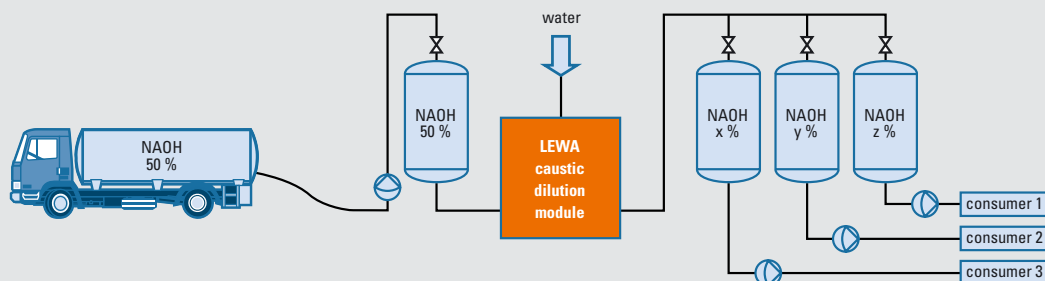 NAOH
50 %
NAOH
50 %
water
LEWA
caustic
dilution
module
NAOH
x %
NAOH
y %
NAOH
z %
consumer 1
consumer 2
consumer 3